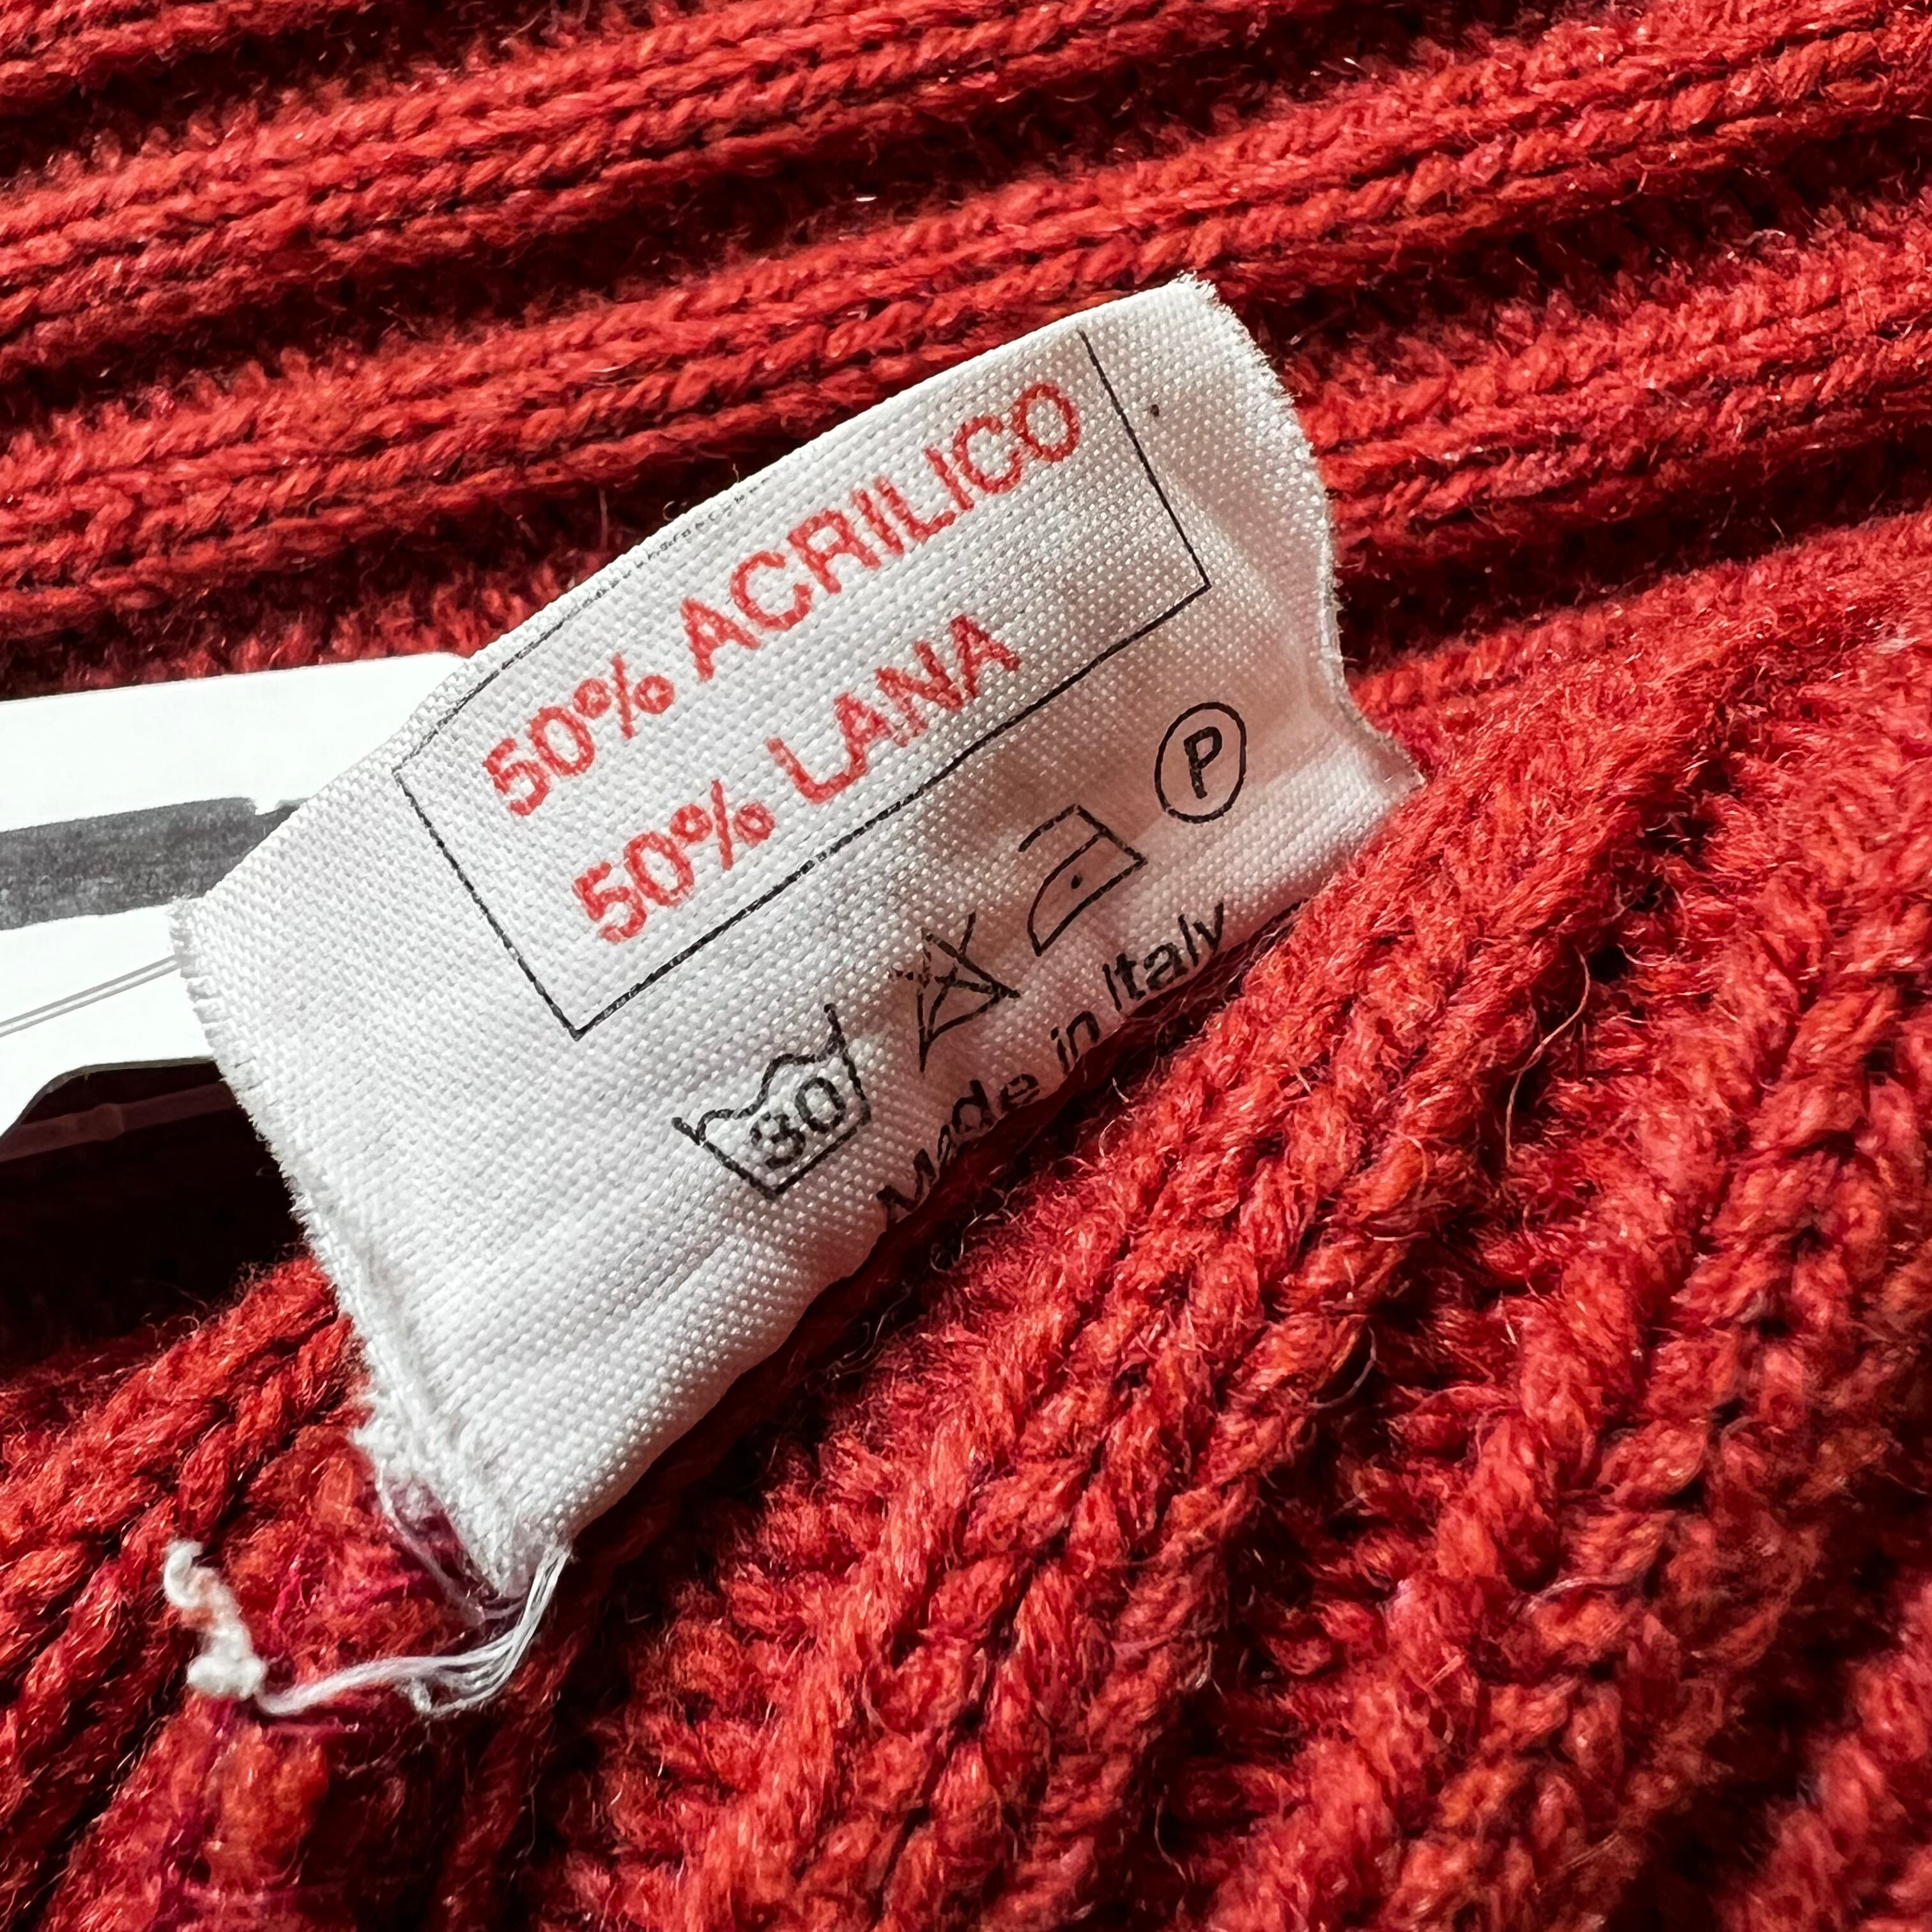 50% ACRILICO
50% LANA
30 P
Made in Italy